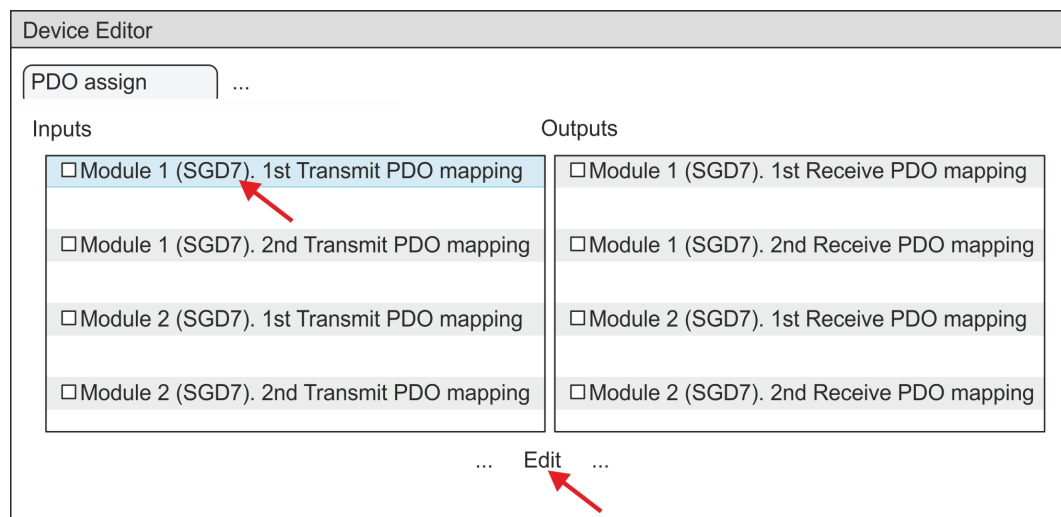 Device Editor
PDO assign ...
Inputs
Module 1 (SGD7). 1st Transmit PDO mapping
Module 1 (SGD7). 2nd Transmit PDO mapping
Module 2 (SGD7). 1st Transmit PDO mapping
Module 2 (SGD7). 2nd Transmit PDO mapping
Outputs
Module 1 (SGD7). 1st Receive PDO mapping
Module 1 (SGD7). 2nd Receive PDO mapping
Module 2 (SGD7). 1st Receive PDO mapping
Module 2 (SGD7). 2nd Receive PDO mapping
... Edit ...